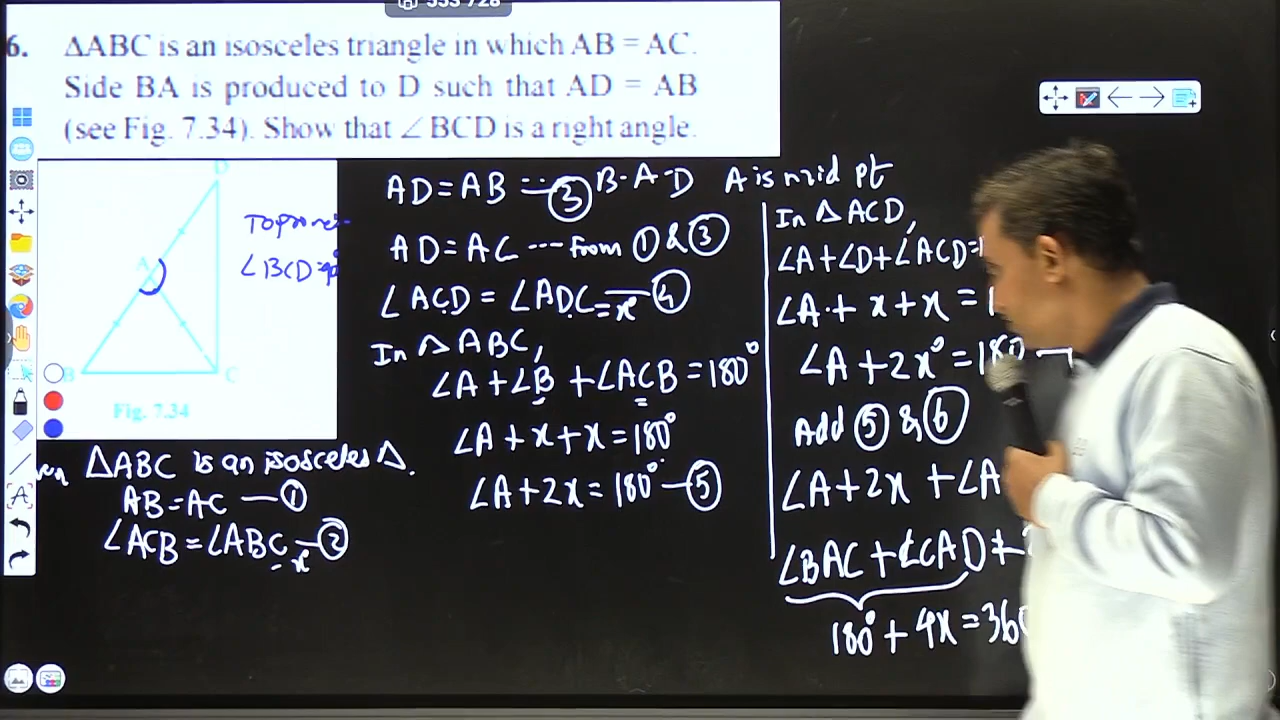 6. ΔABC is an isosceles triangle in which AB = AC.
Side BA is produced to D such that AD = AB
(see Fig. 7.34). Show that ∠BCD is a right angle.
D
A
B
C
Fig. 7.34
∠BCD=
ΔABC is an isosceles Δ.
AB=AC — ①
∠ACB = ∠ABC = x — ②
AD = AB --- ③ B-A-D A is mid pt
AD = AC --- from ① & ③
∠ACD = ∠ADC = x° — ④
In ΔABC,
∠A + ∠B + ∠ACB = 180°
∠A + x + x = 180°
∠A + 2x = 180° — ⑤
In ΔACD,
∠A + ∠D + ∠ACD =
∠A + x + x =
∠A + 2x° = 180
Add ⑤ & ⑥
∠A + 2x + ∠A
∠BAC + ∠CAD +
180° + 4x = 360